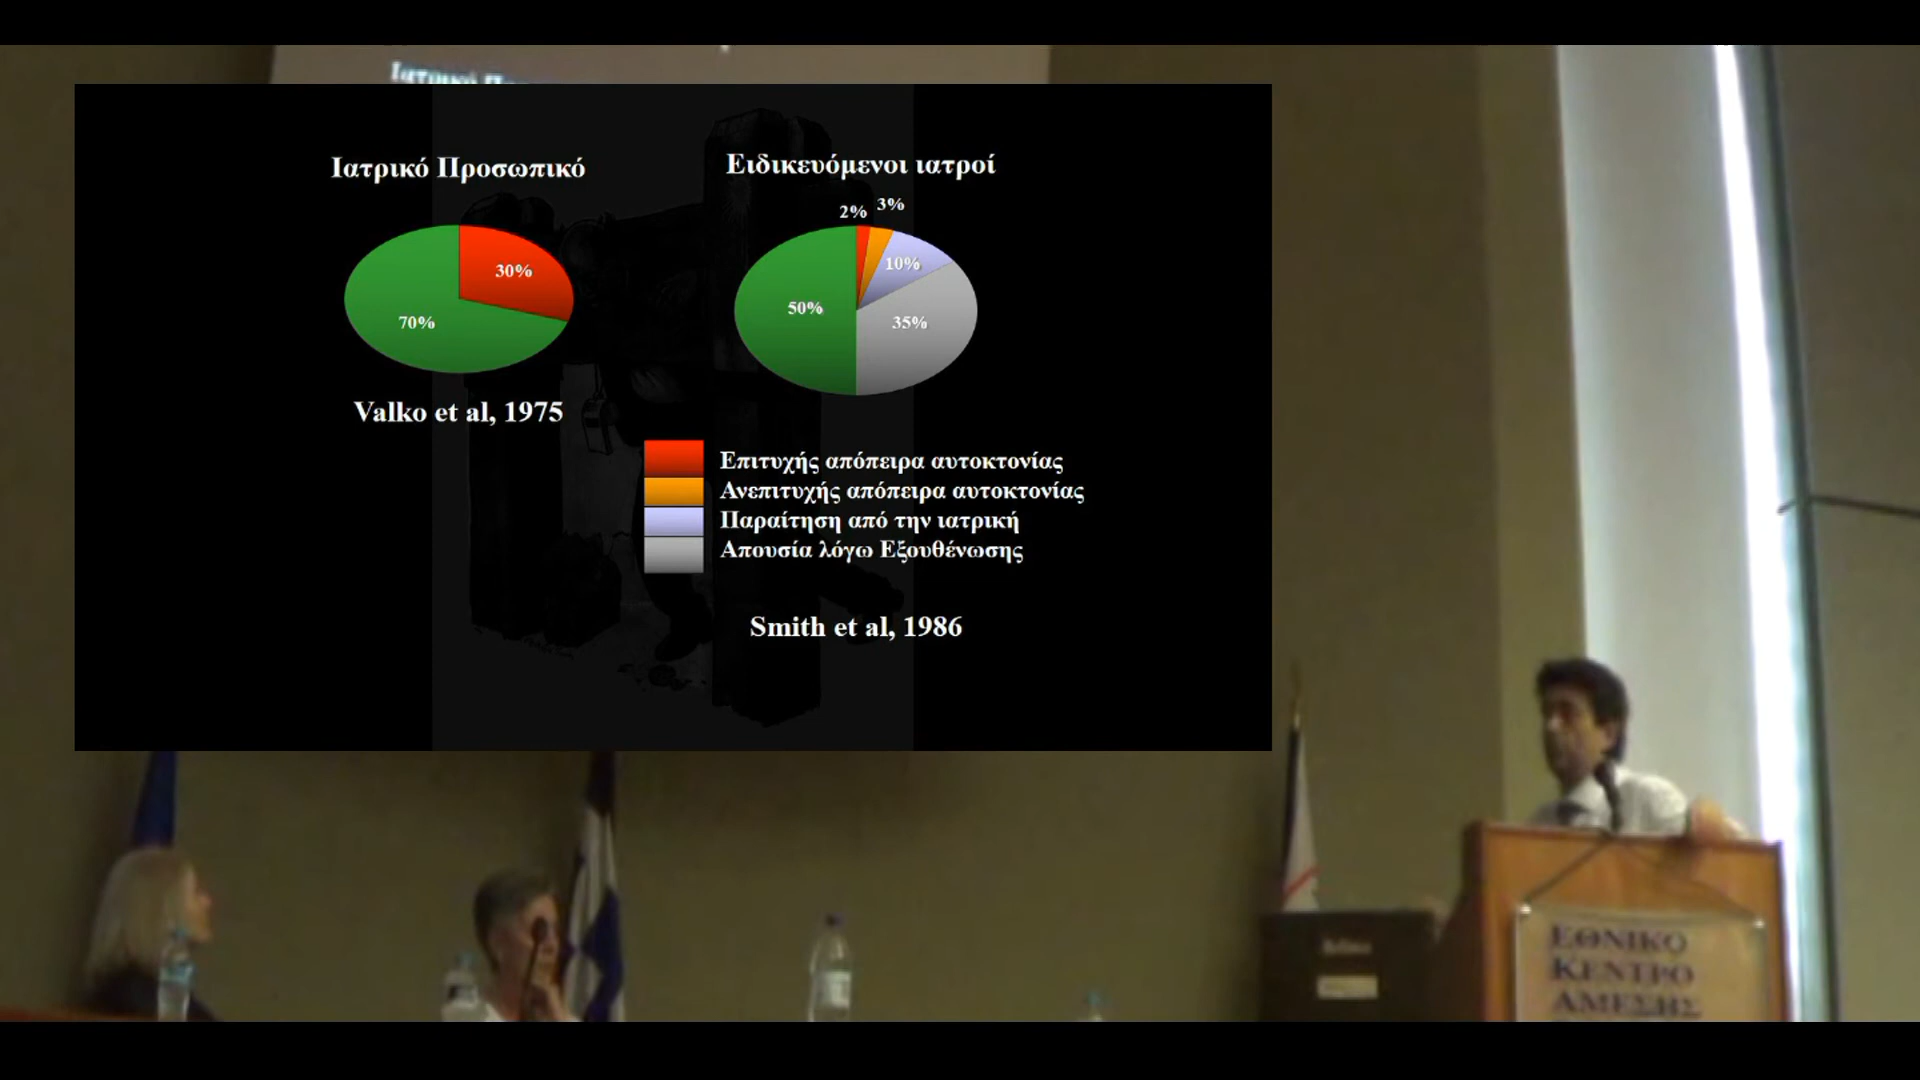 Ιατρικό
Ιατρικό Προσωπικό
30%
70%
Valko et al, 1975
Ειδικευόμενοι ιατροί
2%
3%
10%
50%
35%
Επιτυχής απόπειρα αυτοκτονίας
Ανεπιτυχής απόπειρα αυτοκτονίας
Παραίτηση από την ιατρική
Απουσία λόγω Εξουθένωσης
Smith et al, 1986
ΕΘΝΙΚΟ
ΚΕΝΤΡΟ
ΑΜΕΣΗΣ